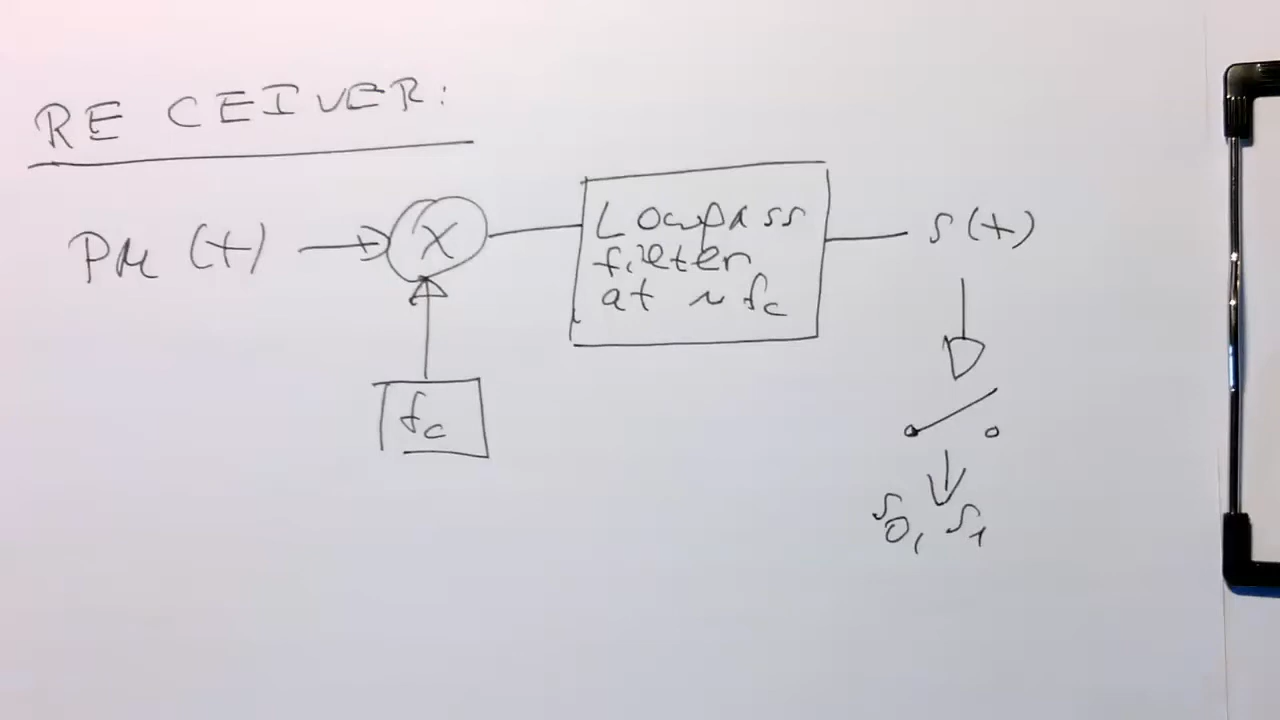 RECEIVER:
PM (t)
X
Lowpass
filter
at ~ fc
s(t)
fc
s0, s1